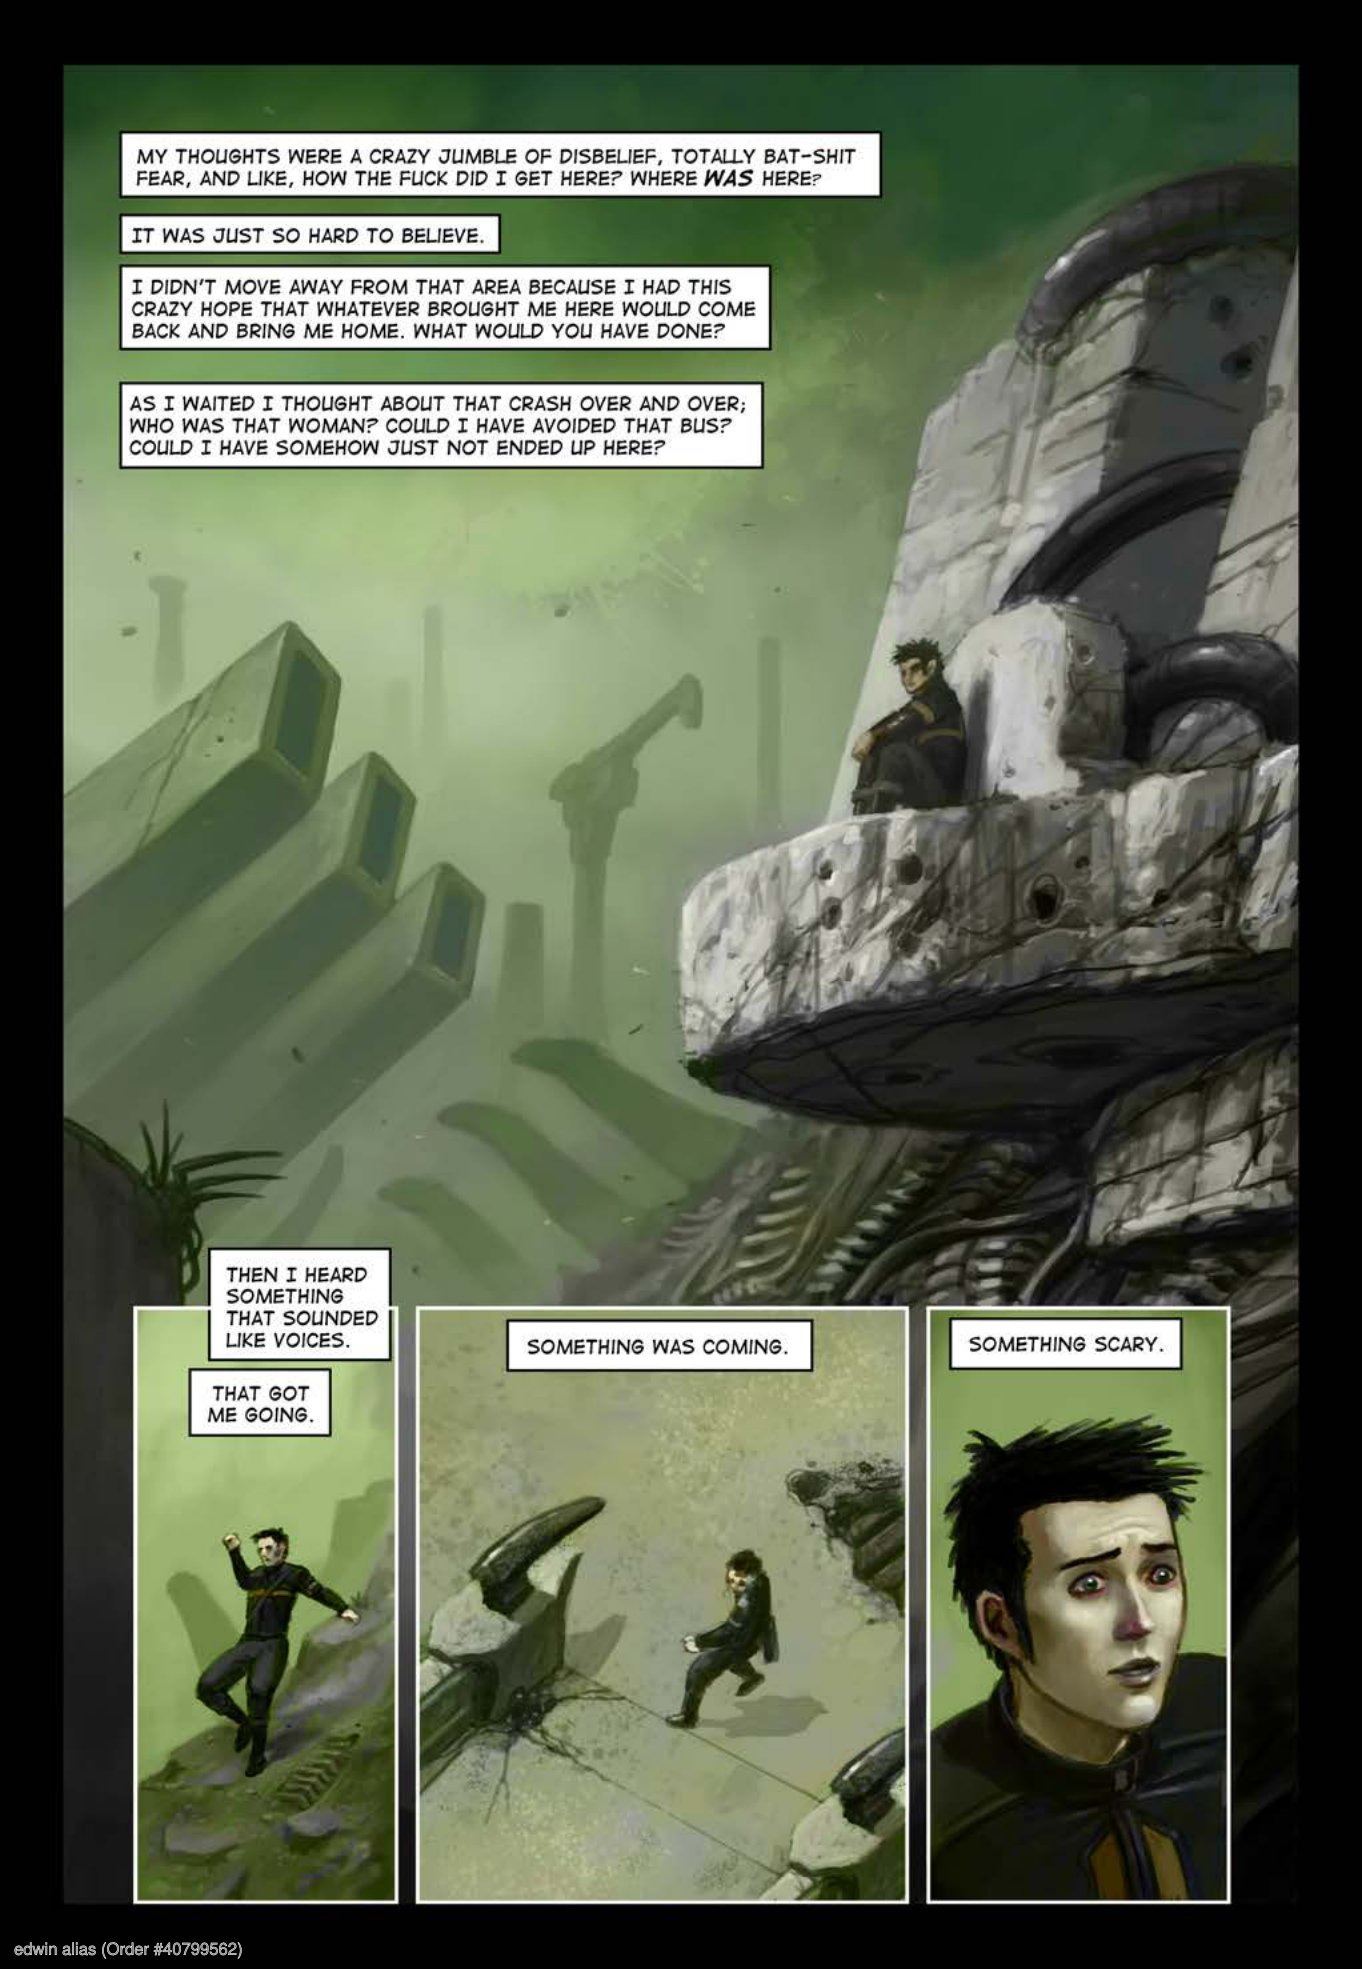 MY THOUGHTS WERE A CRAZY JUMBLE OF DISBELIEF, TOTALLY BAT-SHIT
FEAR, AND LIKE, HOW THE FUCK DID I GET HERE? WHERE WAS HERE?
IT WAS JUST SO HARD TO BELIEVE.
I DIDN'T MOVE AWAY FROM THAT AREA BECAUSE I HAD THIS
CRAZY HOPE THAT WHATEVER BROUGHT ME HERE WOULD COME
BACK AND BRING ME HOME. WHAT WOULD YOU HAVE DONE?
AS I WAITED I THOUGHT ABOUT THAT CRASH OVER AND OVER;
WHO WAS THAT WOMAN? COULD I HAVE AVOIDED THAT BUS?
COULD I HAVE SOMEHOW JUST NOT ENDED UP HERE?
THEN I HEARD
SOMETHING
THAT SOUNDED
LIKE VOICES.
THAT GOT
ME GOING.
SOMETHING WAS COMING.
SOMETHING SCARY.
edwin alias (Order #40799562)